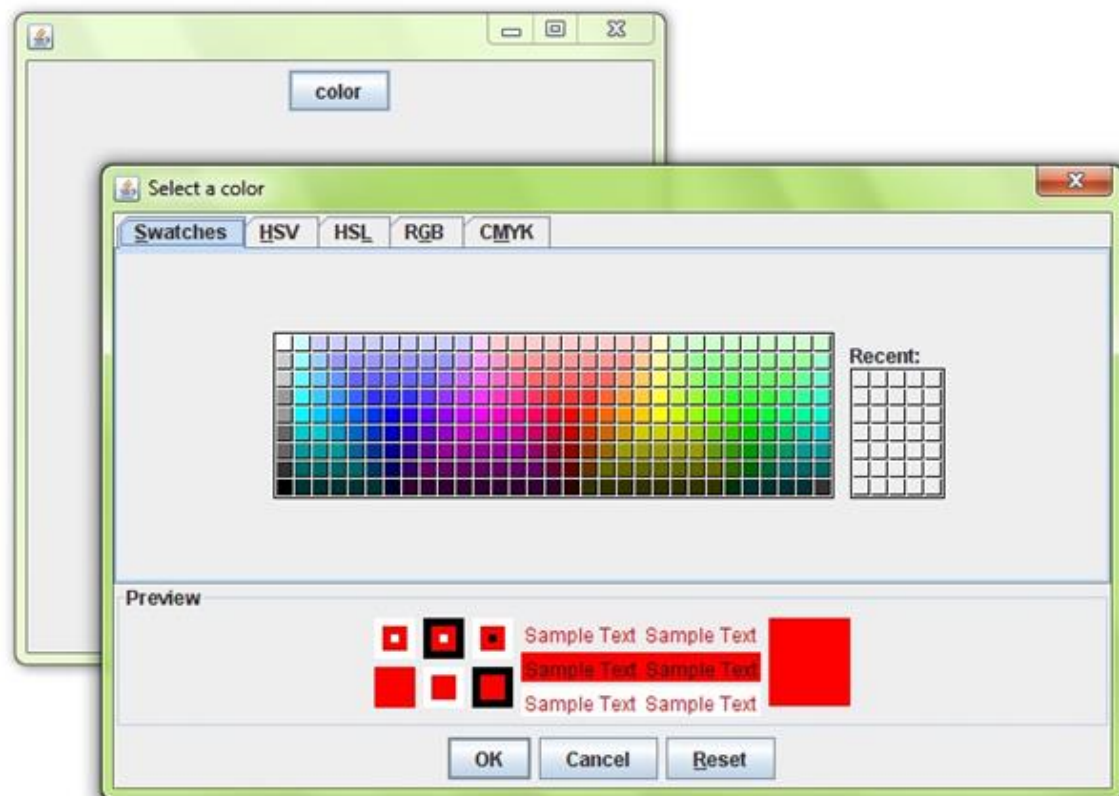 color
Select a color
Swatches HSV HSL RGB CMYK
Recent:
Preview
Sample Text Sample Text
Sample Text Sample Text
Sample Text Sample Text
OK Cancel Reset